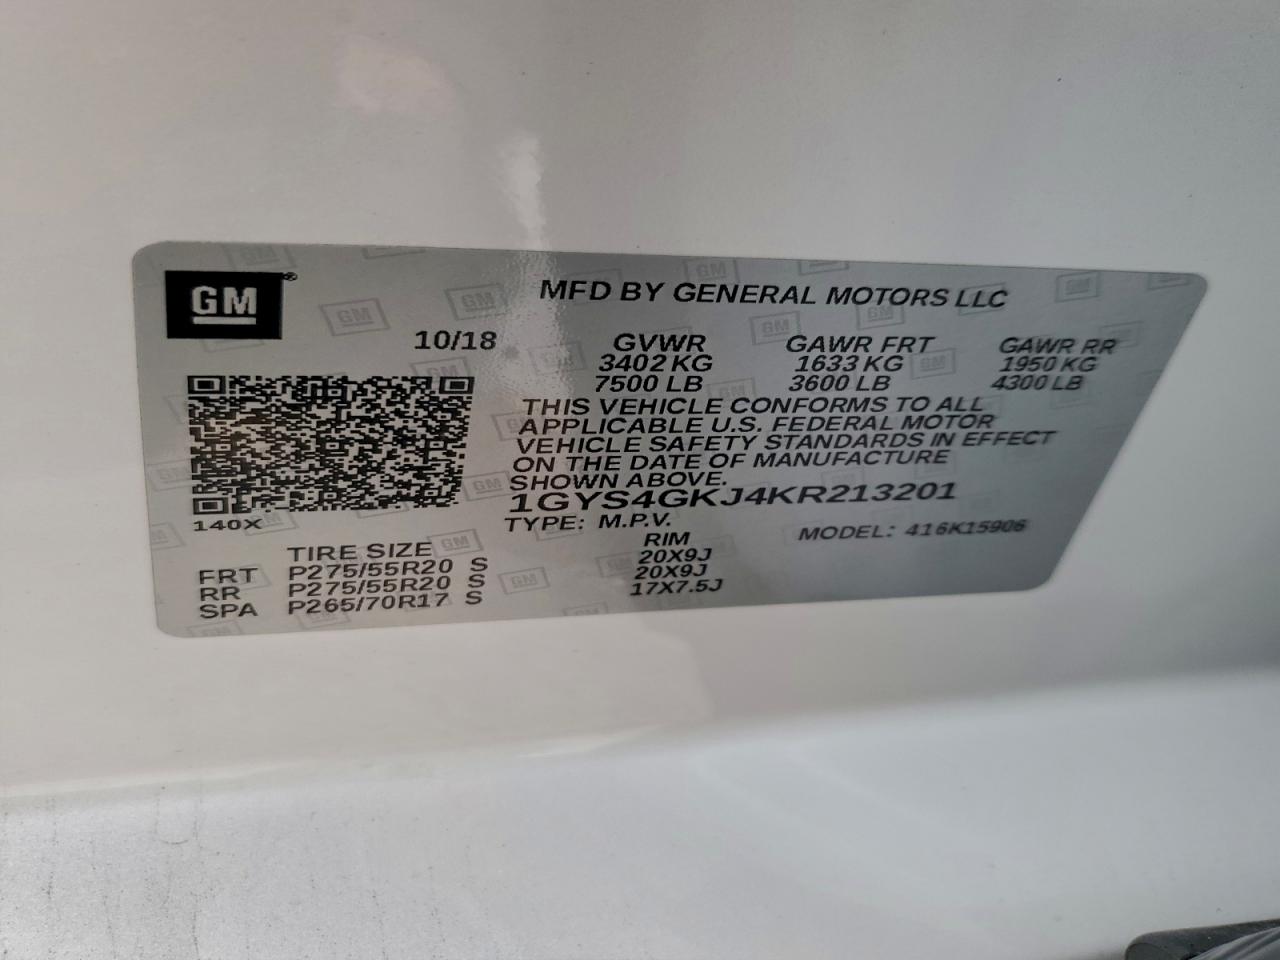 GM®
MFD BY GENERAL MOTORS LLC
10/18 GVWR GAWR FRT GAWR RR
3402 KG 1633 KG 1950 KG
7500 LB 3600 LB 4300 LB
THIS VEHICLE CONFORMS TO ALL
APPLICABLE U.S. FEDERAL MOTOR
VEHICLE SAFETY STANDARDS IN EFFECT
ON THE DATE OF MANUFACTURE
SHOWN ABOVE.
1GYS4GKJ4KR213201
140X
TYPE: M.P.V. MODEL: 416K15906
TIRE SIZE RIM
FRT P275/55R20 S 20X9J
RR P275/55R20 S 20X9J
SPA P265/70R17 S 17X7.5J